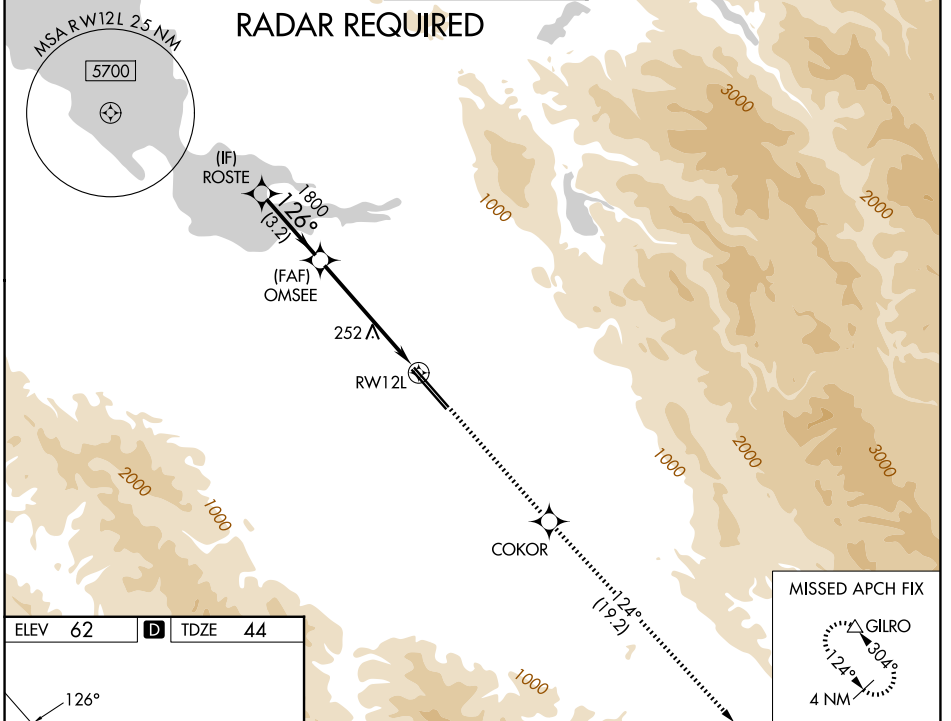 RADAR REQUIRED
MSA RW12L 25 NM
5700
(IF)
ROSTE
1800
126°
(3.2)
(FAF)
OMSEE
252
RW12L
COKOR
124°
(19.2)
3000
2000
1000
1000
2000
3000
2000
1000
1000
ELEV 62 D TDZE 44
126°
MISSED APCH FIX
GILRO
304°
124°
4 NM